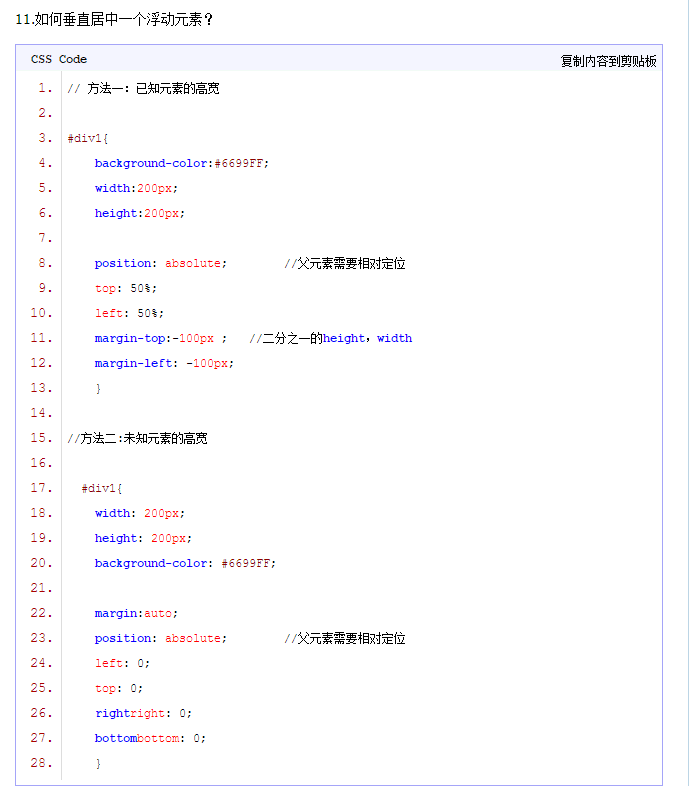 11.如何垂直居中一个浮动元素?
CSS Code 复制内容到剪贴板
1. // 方法一: 已知元素的高宽
2.
3. #div1{
4. background-color:#6699FF;
5. width:200px;
6. height:200px;
7.
8. position: absolute; //父元素需要相对定位
9. top: 50%;
10. left: 50%;
11. margin-top:-100px ; //二分之一的height，width
12. margin-left: -100px;
13. }
14.
15. //方法二:未知元素的高宽
16.
17. #div1{
18. width: 200px;
19. height: 200px;
20. background-color: #6699FF;
21.
22. margin:auto;
23. position: absolute; //父元素需要相对定位
24. left: 0;
25. top: 0;
26. rightright: 0;
27. bottombottom: 0;
28. }